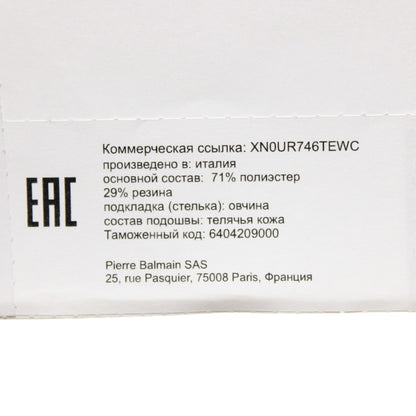 Коммерческая ссылка: XN0UR746TEWC
произведено в: италия
основной состав: 71% полиэстер
29% резина
подкладка (стелька): овчина
состав подошвы: телячья кожа
Таможенный код: 6404209000
EAC
Pierre Balmain SAS
25, rue Pasquier, 75008 Paris, Франция